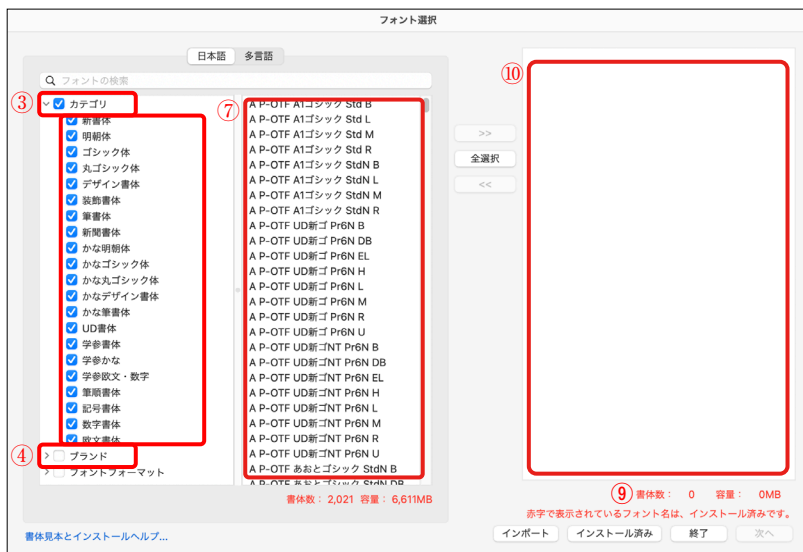 フォント選択
日本語 多言語
フォントの検索
③ カテゴリ
新書体
明朝体
ゴシック体
丸ゴシック体
デザイン書体
装飾書体
筆書体
新聞書体
かな明朝体
かなゴシック体
かな丸ゴシック体
かなデザイン書体
かな筆書体
UD書体
学参書体
学参かな
学参欧文・数字
筆順書体
記号書体
数字書体
欧文書体
④ ブランド
フォントフォーマット
⑦
A P-OTF A1ゴシック Std B
A P-OTF A1ゴシック Std L
A P-OTF A1ゴシック Std M
A P-OTF A1ゴシック Std R
A P-OTF A1ゴシック StdN B
A P-OTF A1ゴシック StdN L
A P-OTF A1ゴシック StdN M
A P-OTF A1ゴシック StdN R
A P-OTF UD新ゴ Pr6N B
A P-OTF UD新ゴ Pr6N DB
A P-OTF UD新ゴ Pr6N EL
A P-OTF UD新ゴ Pr6N H
A P-OTF UD新ゴ Pr6N L
A P-OTF UD新ゴ Pr6N M
A P-OTF UD新ゴ Pr6N R
A P-OTF UD新ゴ Pr6N U
A P-OTF UD新ゴNT Pr6N B
A P-OTF UD新ゴNT Pr6N DB
A P-OTF UD新ゴNT Pr6N EL
A P-OTF UD新ゴNT Pr6N H
A P-OTF UD新ゴNT Pr6N L
A P-OTF UD新ゴNT Pr6N M
A P-OTF UD新ゴNT Pr6N R
A P-OTF UD新ゴNT Pr6N U
A P-OTF あおとゴシック StdN B
A P-OTF あおとゴシック StdN DB
書体数： 2,021 容量： 6,611MB
>>
全選択
<<
⑩
⑨ 書体数： 0 容量： 0MB
赤字で表示されているフォント名は、インストール済みです。
書体見本とインストールヘルプ...
インポート インストール済み 終了 次へ